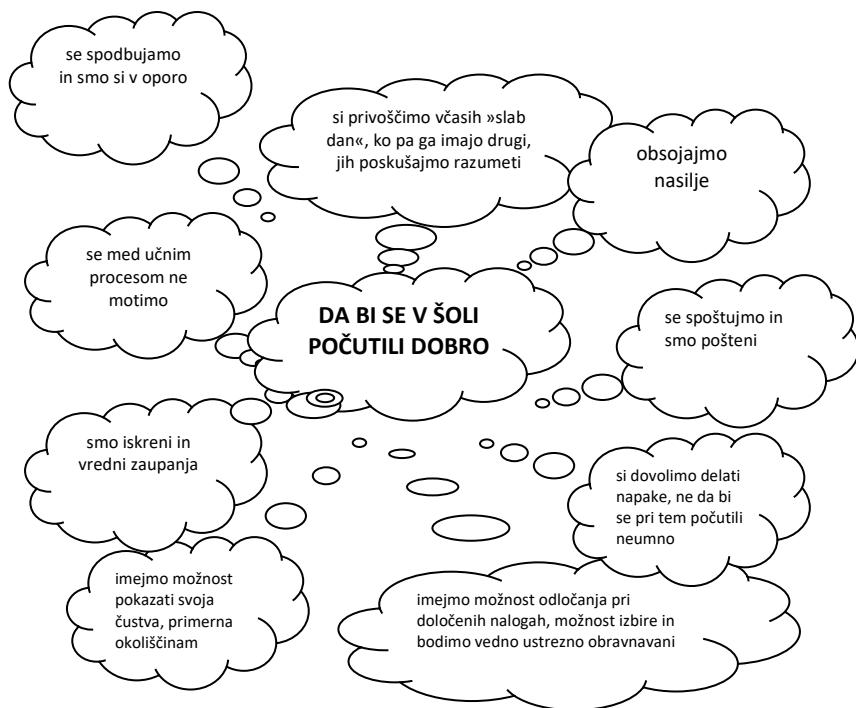 se spodbujamo
in smo si v oporo
si privoščimo včasih »slab
dan«, ko pa ga imajo drugi,
jih poskušajmo razumeti
obsojajmo
nasilje
se med učnim
procesom ne
motimo
DA BI SE V ŠOLI
POČUTILI DOBRO
se spoštujmo in
smo pošteni
smo iskreni in
vredni zaupanja
si dovolimo delati
napake, ne da bi
se pri tem počutili
neumno
imejmo možnost
pokazati svoja
čustva, primerna
okoliščinam
imejmo možnost odločanja pri
določenih nalogah, možnost izbire in
bodimo vedno ustrezno obravnavani